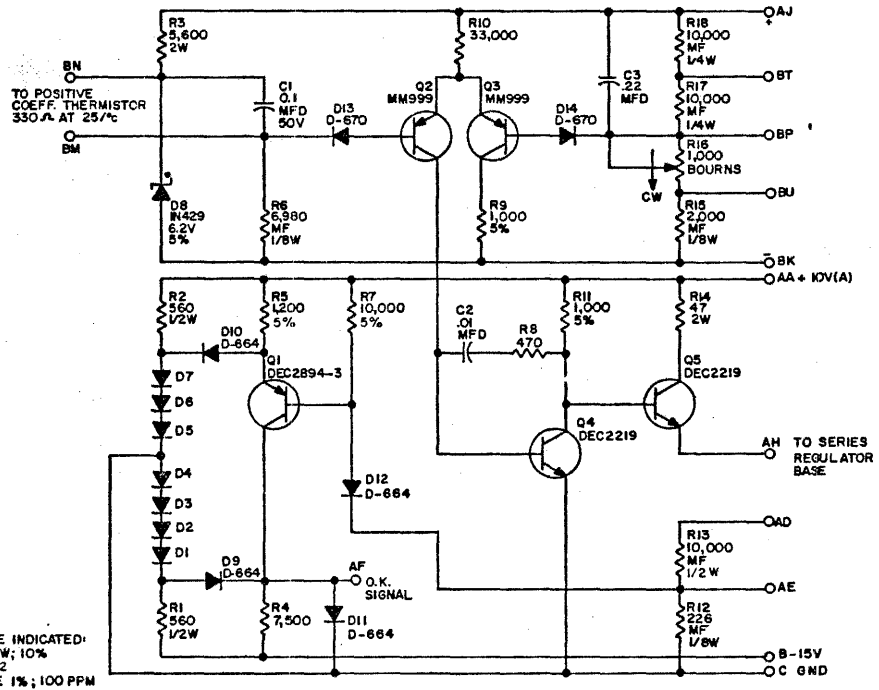 R3
5,600
2W
R10
33,000
AJ
+
R18
10,000
MF
1/4W
BN
TO POSITIVE
COEFF. THERMISTOR
330 Ω AT 25/°C
BM
C1
0.1
MFD
50V
D13
D-670
Q2
MM999
Q3
MM999
D14
D-670
C3
.22
MFD
BT
R17
10,000
MF
1/4W
BP
R16
1,000
BOURNS
CW
BU
D8
IN429
6.2V
5%
R6
6,980
MF
1/8W
R9
1,000
5%
R15
2,000
MF
1/8W
-
BK
AA + 10V(A)
R2
560
1/2W
R5
1,200
5%
R7
10,000
5%
R11
1,000
5%
R14
47
2W
D10
D-664
C2
.01
MFD
R8
470
Q1
DEC2894-3
Q5
DEC2219
D7
D6
D5
Q4
DEC2219
AH TO SERIES
REGULATOR
BASE
D4
D3
D2
D1
D12
D-664
AD
R13
10,000
MF
1/2W
D9
D-664
AF
O.K.
SIGNAL
AE
R1
560
1/2W
R4
7,500
D11
D-664
R12
226
MF
1/8W
E INDICATED:
W; 10%
2
E 1%; 100 PPM
B-15V
C GND